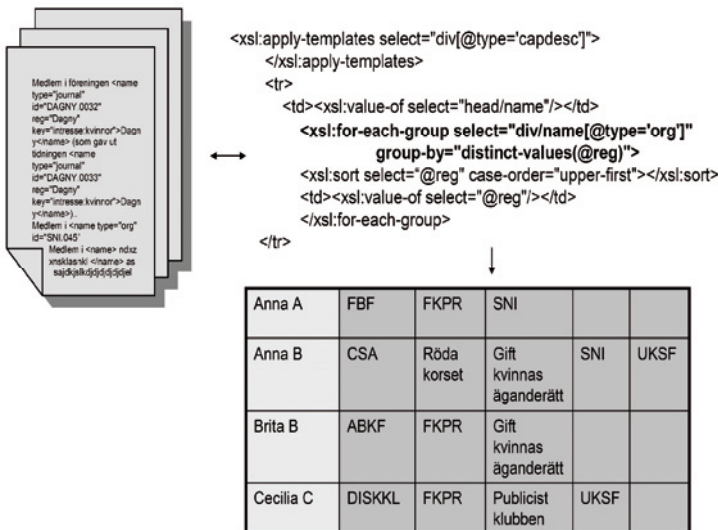 Medlem i föreningen <name
type="journal"
id="DAGNY.0032"
reg="Dagny"
key="intresse:kvinnor">Dagn
y</name> (som gav ut
tidningen <name
type="journal"
id="DAGNY.0033"
reg="Dagny"
key="intresse:kvinnor">Dagn
y</name>)..
Medlem i <name type="org"
id="SNI.045'
Medlem i <name> ndxz
xnsklasnkl </name> as
<xsl:apply-templates select="div[@type='capdesc']">
</xsl:apply-templates>
<tr>
<td><xsl:value-of select="head/name"/></td>
<xsl:for-each-group select="div/name[@type='org']"
group-by="distinct-values(@reg)">
<xsl:sort select="@reg" case-order="upper-first"></xsl:sort>
<td><xsl:value-of select="@reg"/></td>
</xsl:for-each-group>
</tr>
Anna A FBF FKPR SNI
Anna B CSA Röda korset Gift kvinnas äganderätt SNI UKSF
Brita B ABKF FKPR Gift kvinnas äganderätt
Cecilia C DISKKL FKPR Publicist klubben UKSF